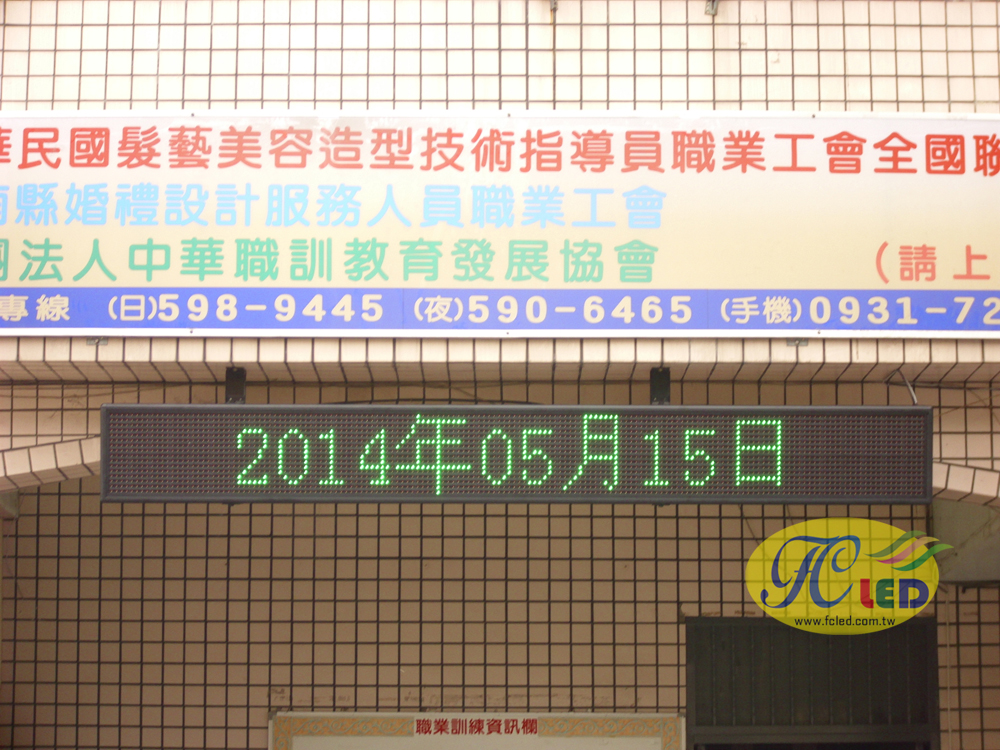 民國髮藝美容造型技術指導員職業工會全國聯
縣婚禮設計服務人員職業工會
法人中華職訓教育發展協會
(請上
專線 (日)598-9445 (夜)590-6465 (手機)0931-72
2014年05月15日
FC LED
www.fcled.com.tw
職業訓練資訊欄